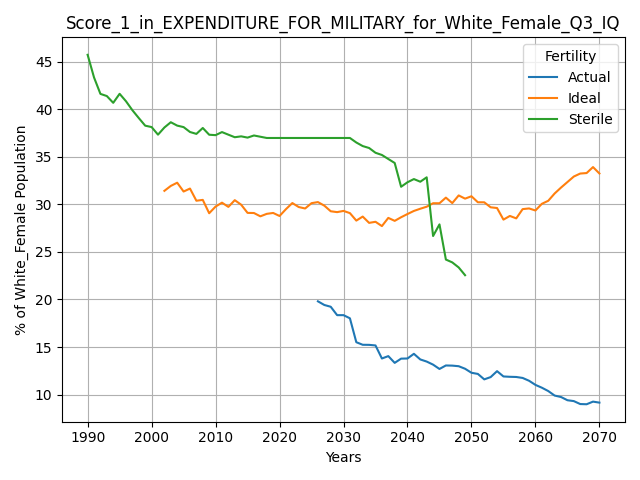 Score_1_in_EXPENDITURE_FOR_MILITARY_for_White_Female_Q3_IQ
Fertility
Actual
Ideal
Sterile
% of White_Female Population
45
40
35
30
25
20
15
10
1990 2000 2010 2020 2030 2040 2050 2060 2070
Years